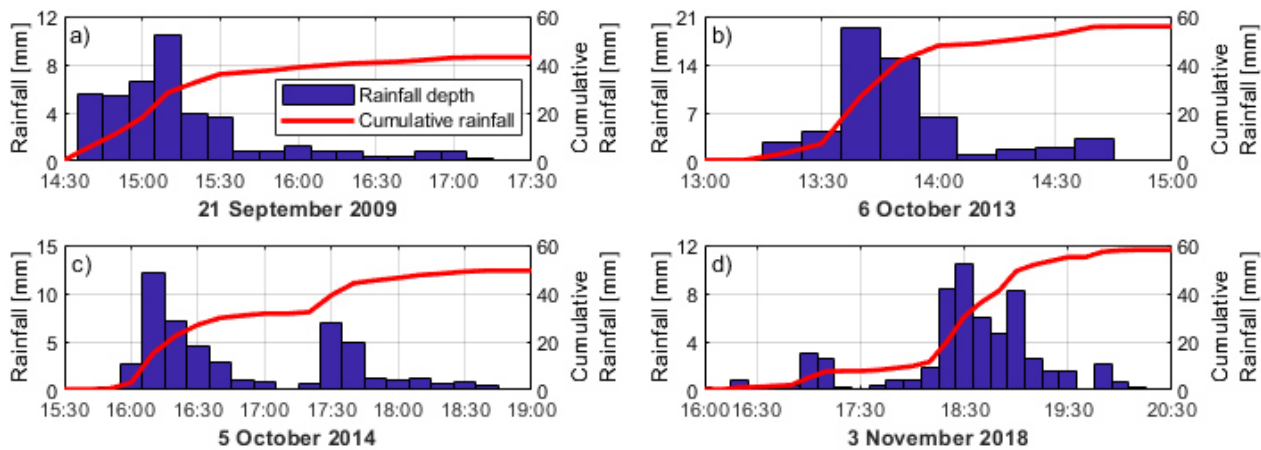 a)
Rainfall [mm]
12
8
4
0
60
40
20
0
Cumulative
Rainfall [mm]
Rainfall depth
Cumulative rainfall
14:30 15:00 15:30 16:00 16:30 17:00 17:30
21 September 2009
b)
Rainfall [mm]
21
14
7
0
60
40
20
0
Cumulative
Rainfall [mm]
13:00 13:30 14:00 14:30 15:00
6 October 2013
c)
Rainfall [mm]
15
10
5
0
60
40
20
0
Cumulative
Rainfall [mm]
15:30 16:00 16:30 17:00 17:30 18:00 18:30 19:00
5 October 2014
d)
Rainfall [mm]
12
8
4
0
60
40
20
0
Cumulative
Rainfall [mm]
16:00 16:30 17:30 18:30 19:30 20:30
3 November 2018